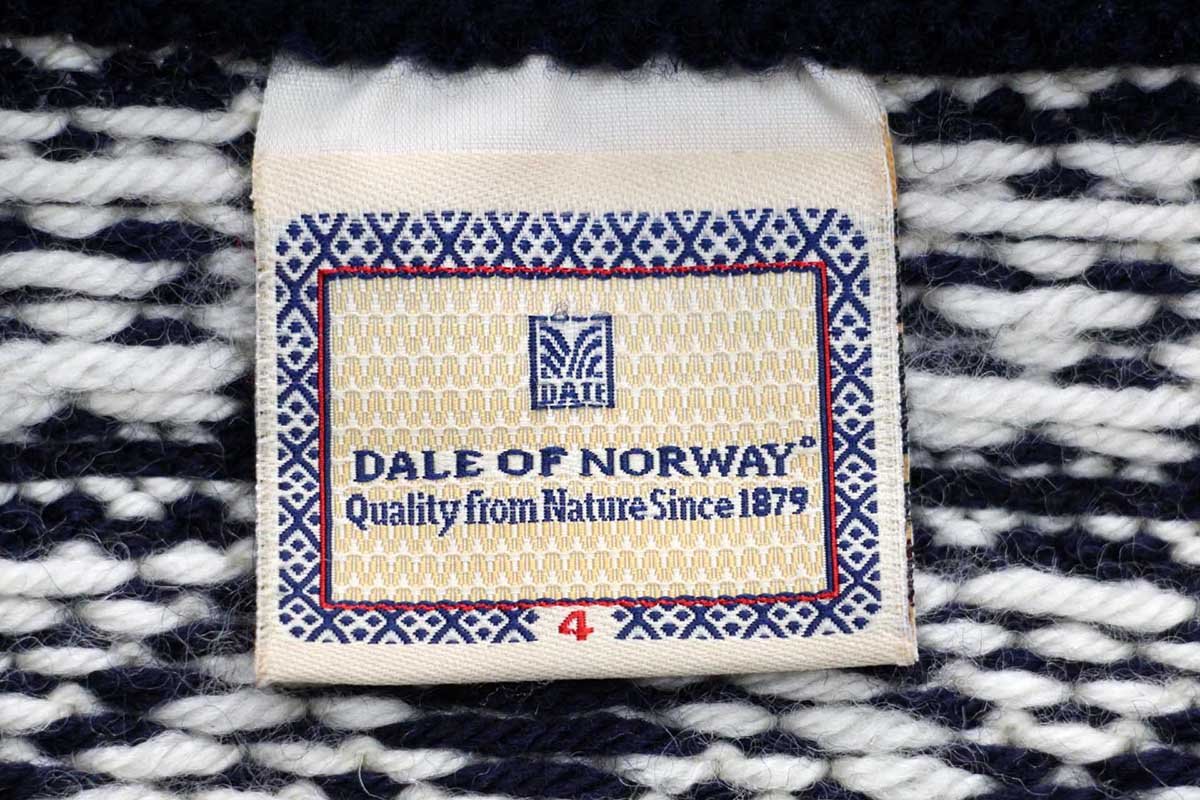 DALE
DALE OF NORWAY®
Quality from Nature Since 1879
4